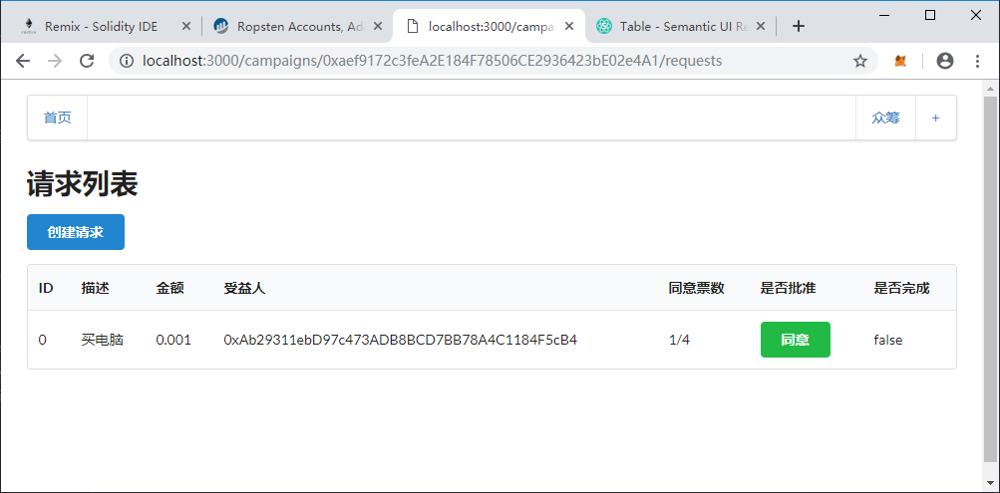 Remix - Solidity IDE
Ropsten Accounts, Ad
localhost:3000/campa
Table - Semantic UI Re
localhost:3000/campaigns/0xaef9172c3feA2E184F78506CE2936423bE02e4A1/requests
首页 众筹 +
请求列表
创建请求
ID 描述 金额 受益人 同意票数 是否批准 是否完成
0 买电脑 0.001 0xAb29311ebD97c473ADB8BCD7BB78A4C1184F5cB4 1/4 同意 false